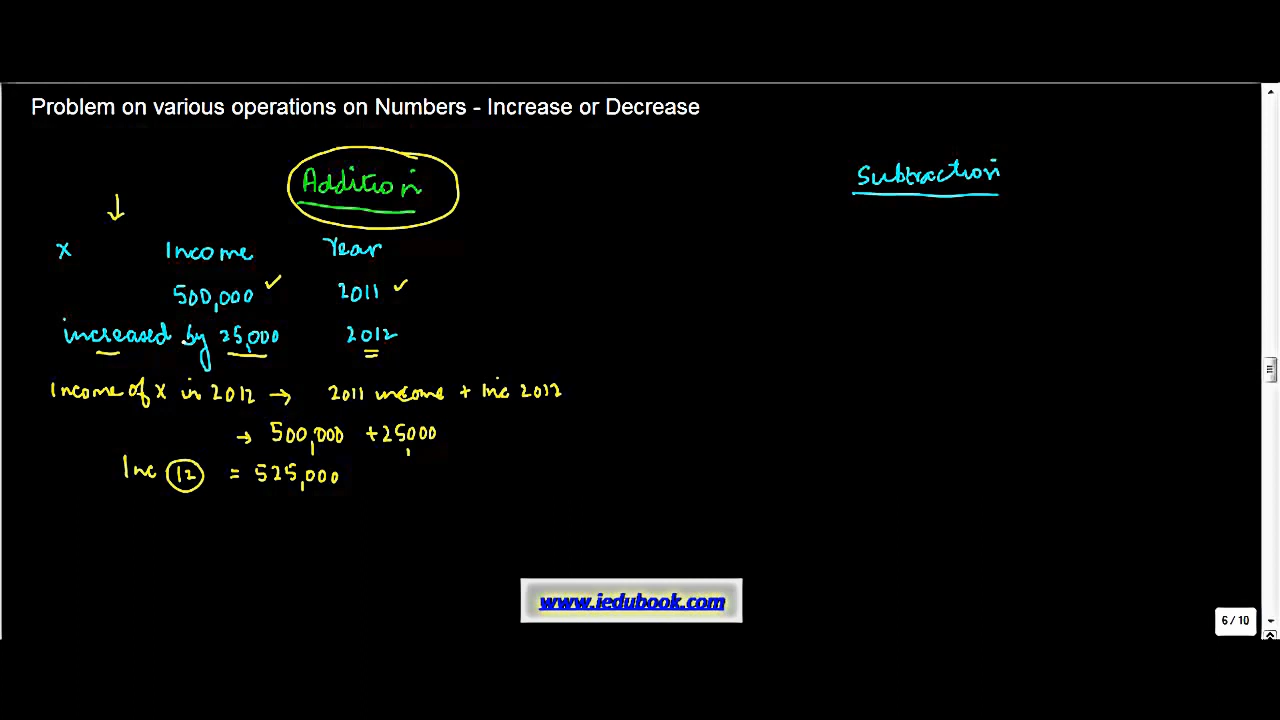 Problem on various operations on Numbers - Increase or Decrease
Addition
Subtraction
X Income Year
500,000 2011
increased by 25,000 2012
Income of X in 2012 → 2011 income + Inc 2012
→ 500,000 + 25,000
Inc 12 = 525,000
www.iedubook.com
6 / 10